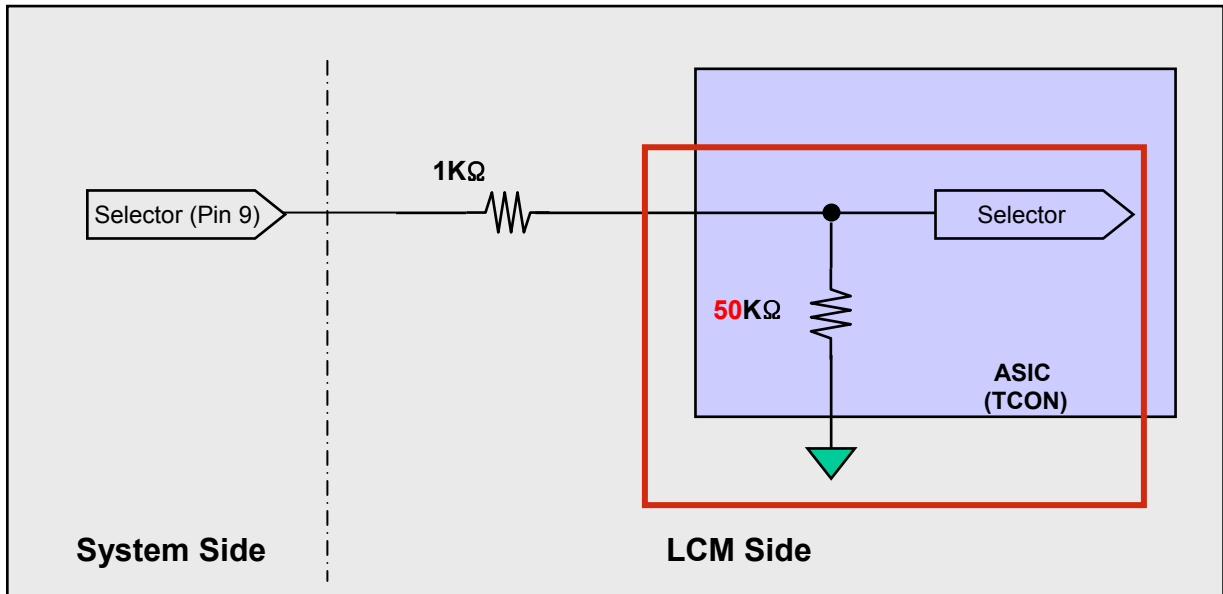 1KΩ
Selector (Pin 9)
Selector
50KΩ
ASIC
(TCON)
System Side
LCM Side